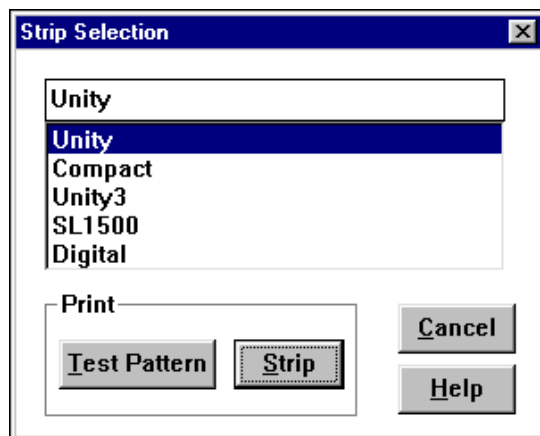 Strip Selection
Unity
Unity
Compact
Unity3
SL1500
Digital
Print
Test Pattern Strip
Cancel
Help